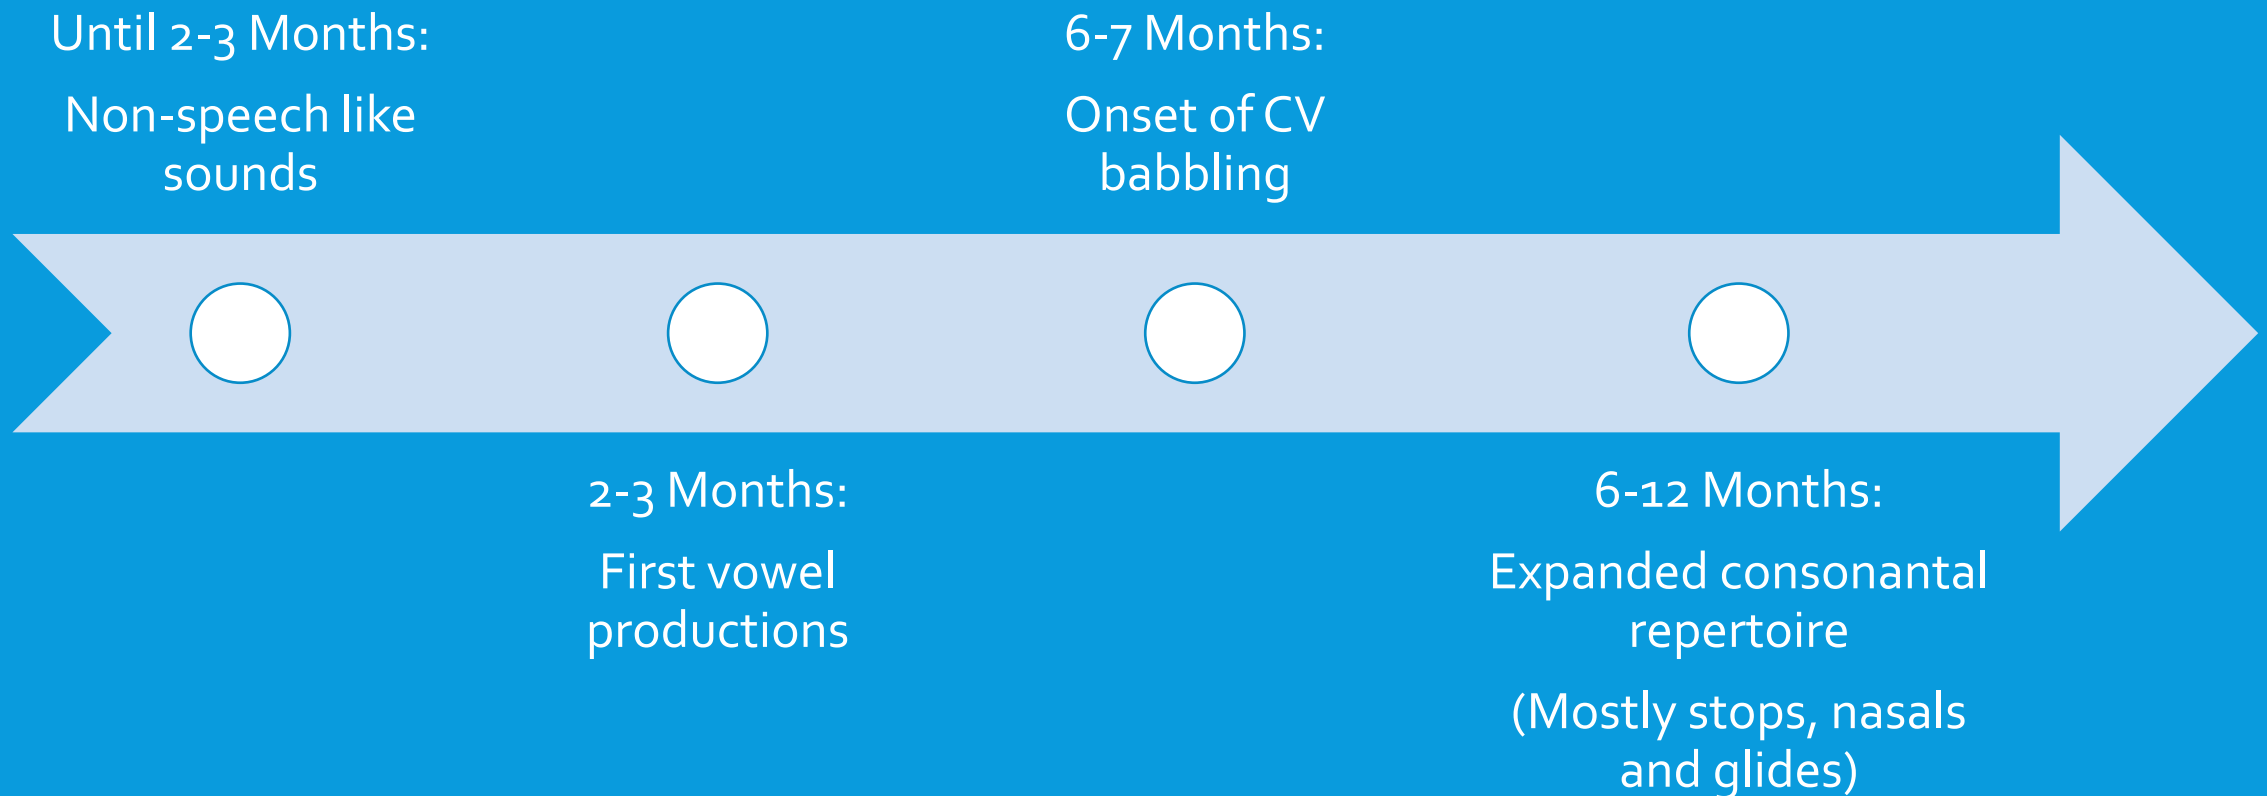 Until 2-3 Months:
Non-speech like
sounds
2-3 Months:
First vowel
productions
6-7 Months:
Onset of CV
babbling
6-12 Months:
Expanded consonantal
repertoire
(Mostly stops, nasals
and glides)